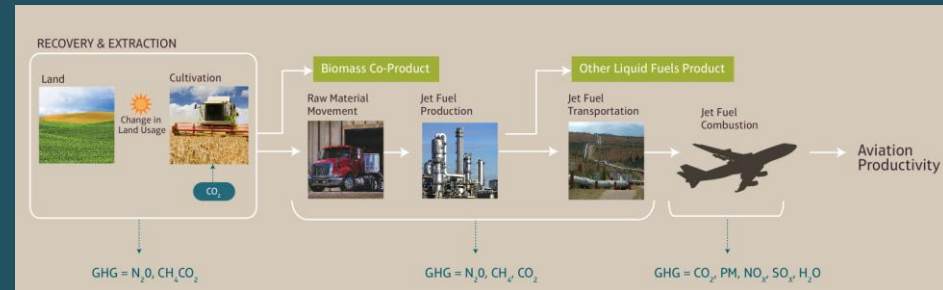 RECOVERY & EXTRACTION
Land
Change in
Land Usage
Cultivation
CO₂
Biomass Co-Product
Raw Material
Movement
Jet Fuel
Production
Other Liquid Fuels Product
Jet Fuel
Transportation
Jet Fuel
Combustion
Aviation
Productivity
GHG = N₂0, CH₄CO₂
GHG = N₂0, CH₄, CO₂
GHG = CO₂, PM, NOₓ, SOₓ, H₂O